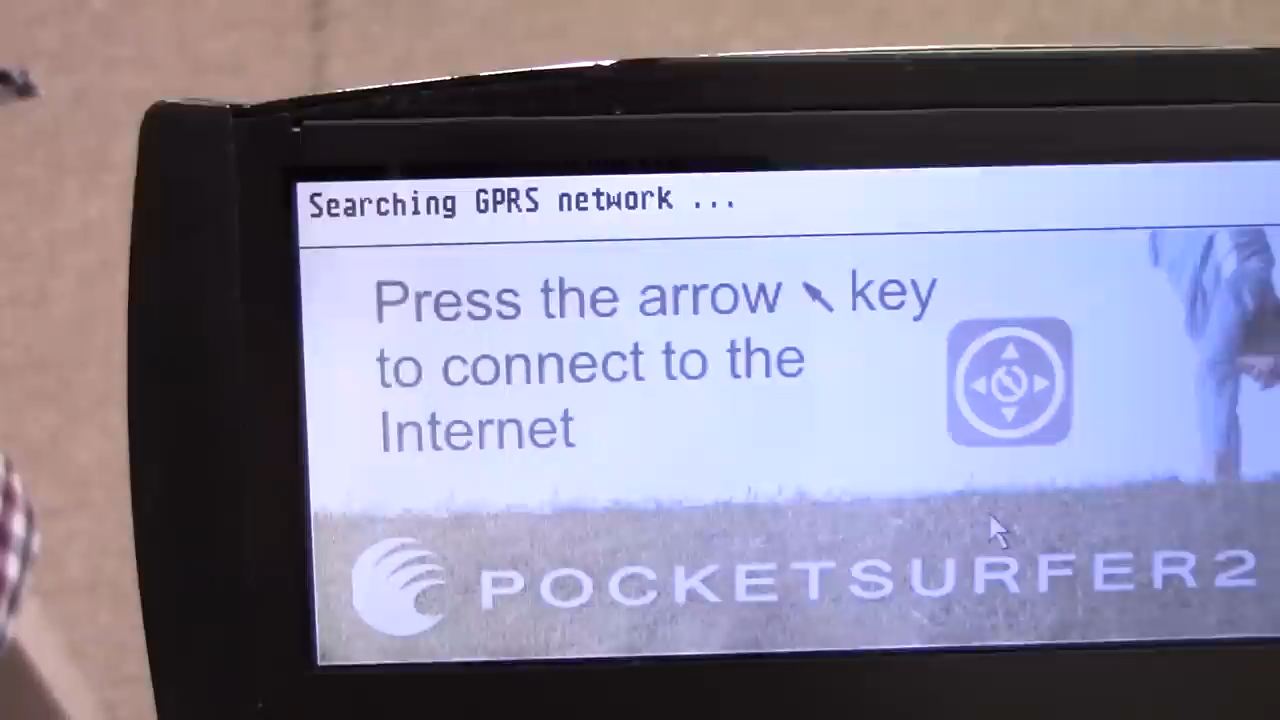 Searching GPRS network ...
Press the arrow key
to connect to the
Internet
POCKETSURFER2